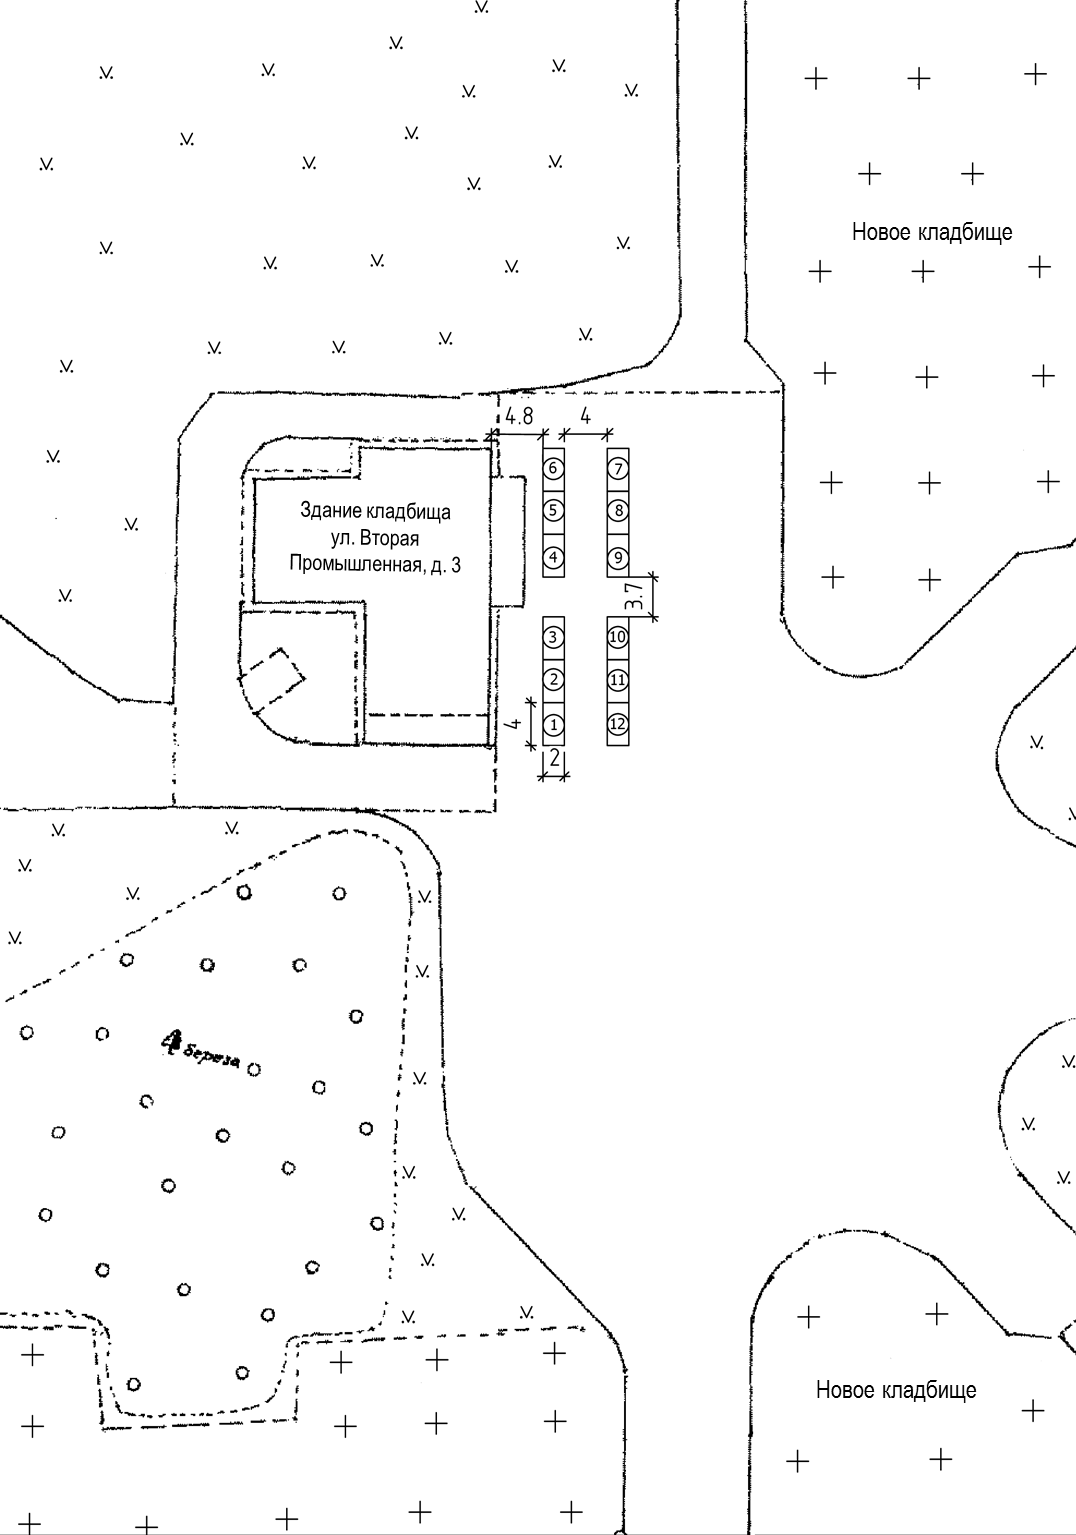 Новое кладбище
4.8
4
6
7
Здание кладбища
ул. Вторая
Промышленная, д. 3
5
8
4
9
3.7
3
10
2
11
4
1
12
2
4 береза
Новое кладбище